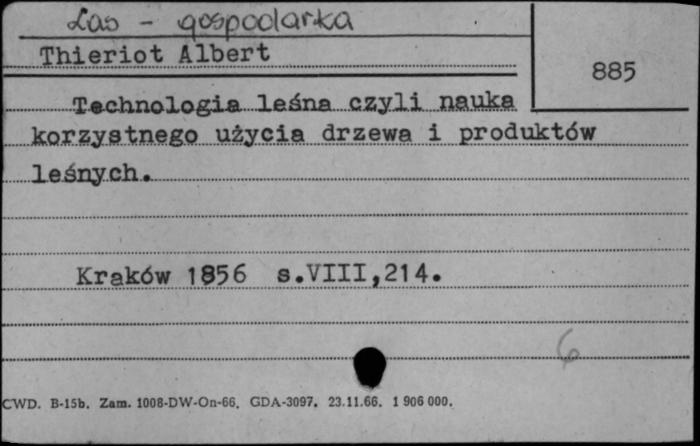 Las - gospodarka
Thieriot Albert
885
Technologia leśna czyli nauka
korzystnego użycia drzewa i produktów
leśnych.
Kraków 1856 s.VIII,214.
6
CWD. B-15b. Zam. 1008-DW-On-66. GDA-3097. 23.11.66. 1 906 000.